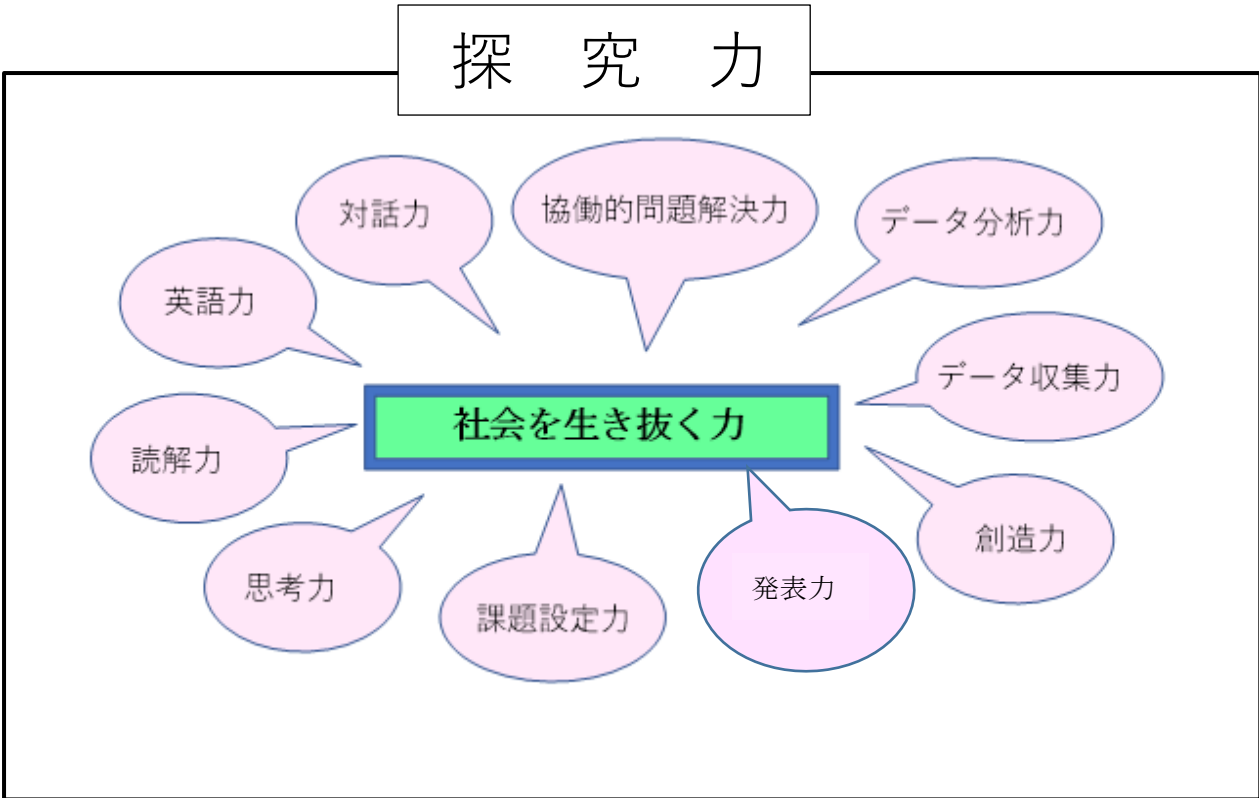 探究力
対話力
協働的問題解決力
データ分析力
英語力
データ収集力
社会を生き抜く力
読解力
創造力
思考力
課題設定力
発表力